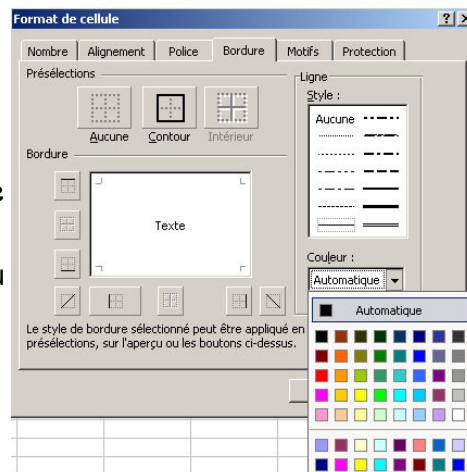 Format de cellule
Nombre Alignement Police Bordure Motifs Protection
Présélections
Aucune Contour Intérieur
Bordure
Texte
Ligne
Style :
Aucune
Couleur :
Automatique
Automatique
Le style de bordure sélectionné peut être appliqué en
présélections, sur l'aperçu ou les boutons ci-dessus.